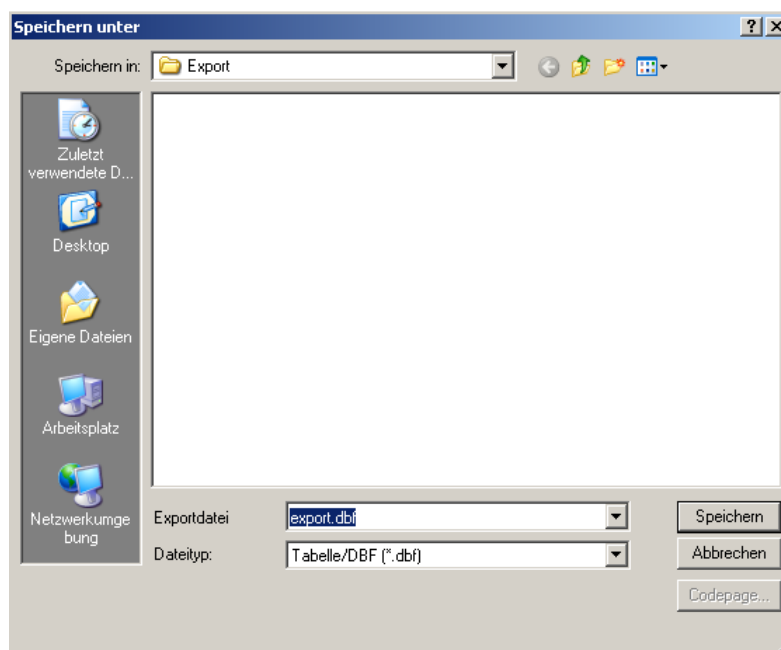 Speichern unter
Speichern in:
Export
Zuletzt
verwendete D...
Desktop
Eigene Dateien
Arbeitsplatz
Netzwerkumge
bung
Exportdatei
export.dbf
Speichern
Dateityp:
Tabelle/DBF (*.dbf)
Abbrechen
Codepage...